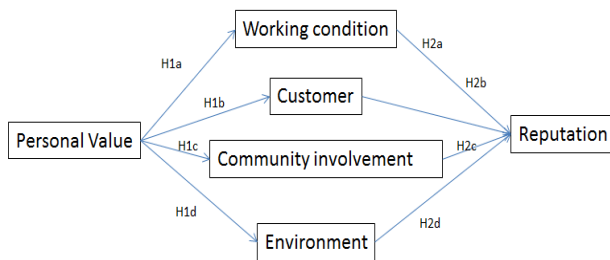 Working condition
H2a
H1a
H2b
H1b
Customer
Personal Value
Reputation
H1c
Community involvement
H2c
H1d
H2d
Environment